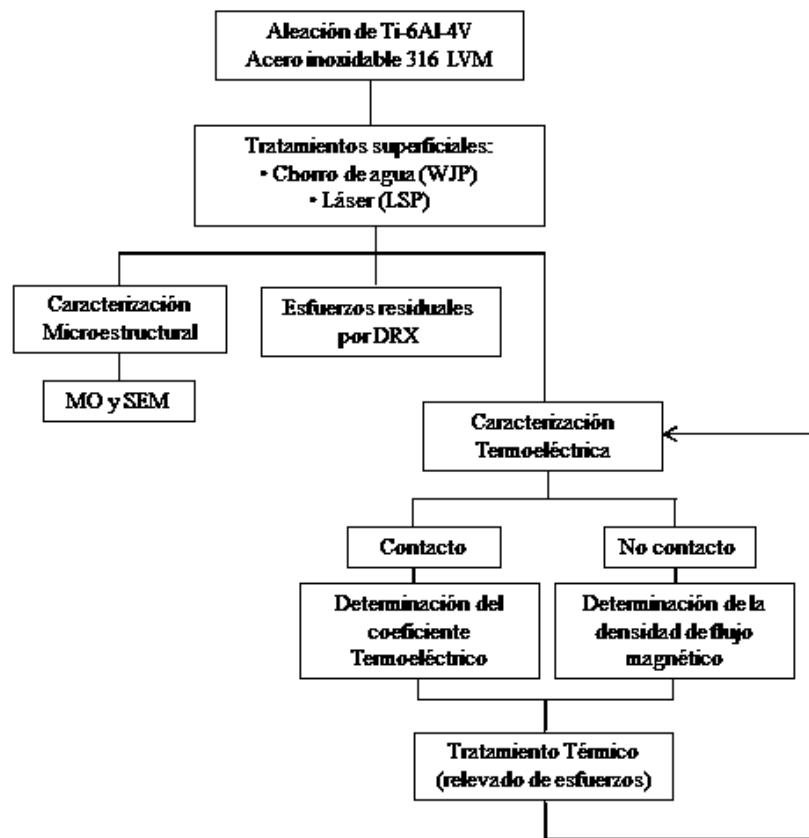 Aleación de Ti-6Al-4V
Acero inoxidable 316 LVM
Tratamientos superficiales:
• Chorro de agua (WJP)
• Láser (LSP)
Caracterización
Microestructural
Esfuerzos residuales
por DRX
MO y SEM
Caracterización
Termoeléctrica
Contacto
No contacto
Determinación del
coeficiente
Termoeléctrico
Determinación de la
densidad de flujo
magnético
Tratamiento Térmico
(relevado de esfuerzos)